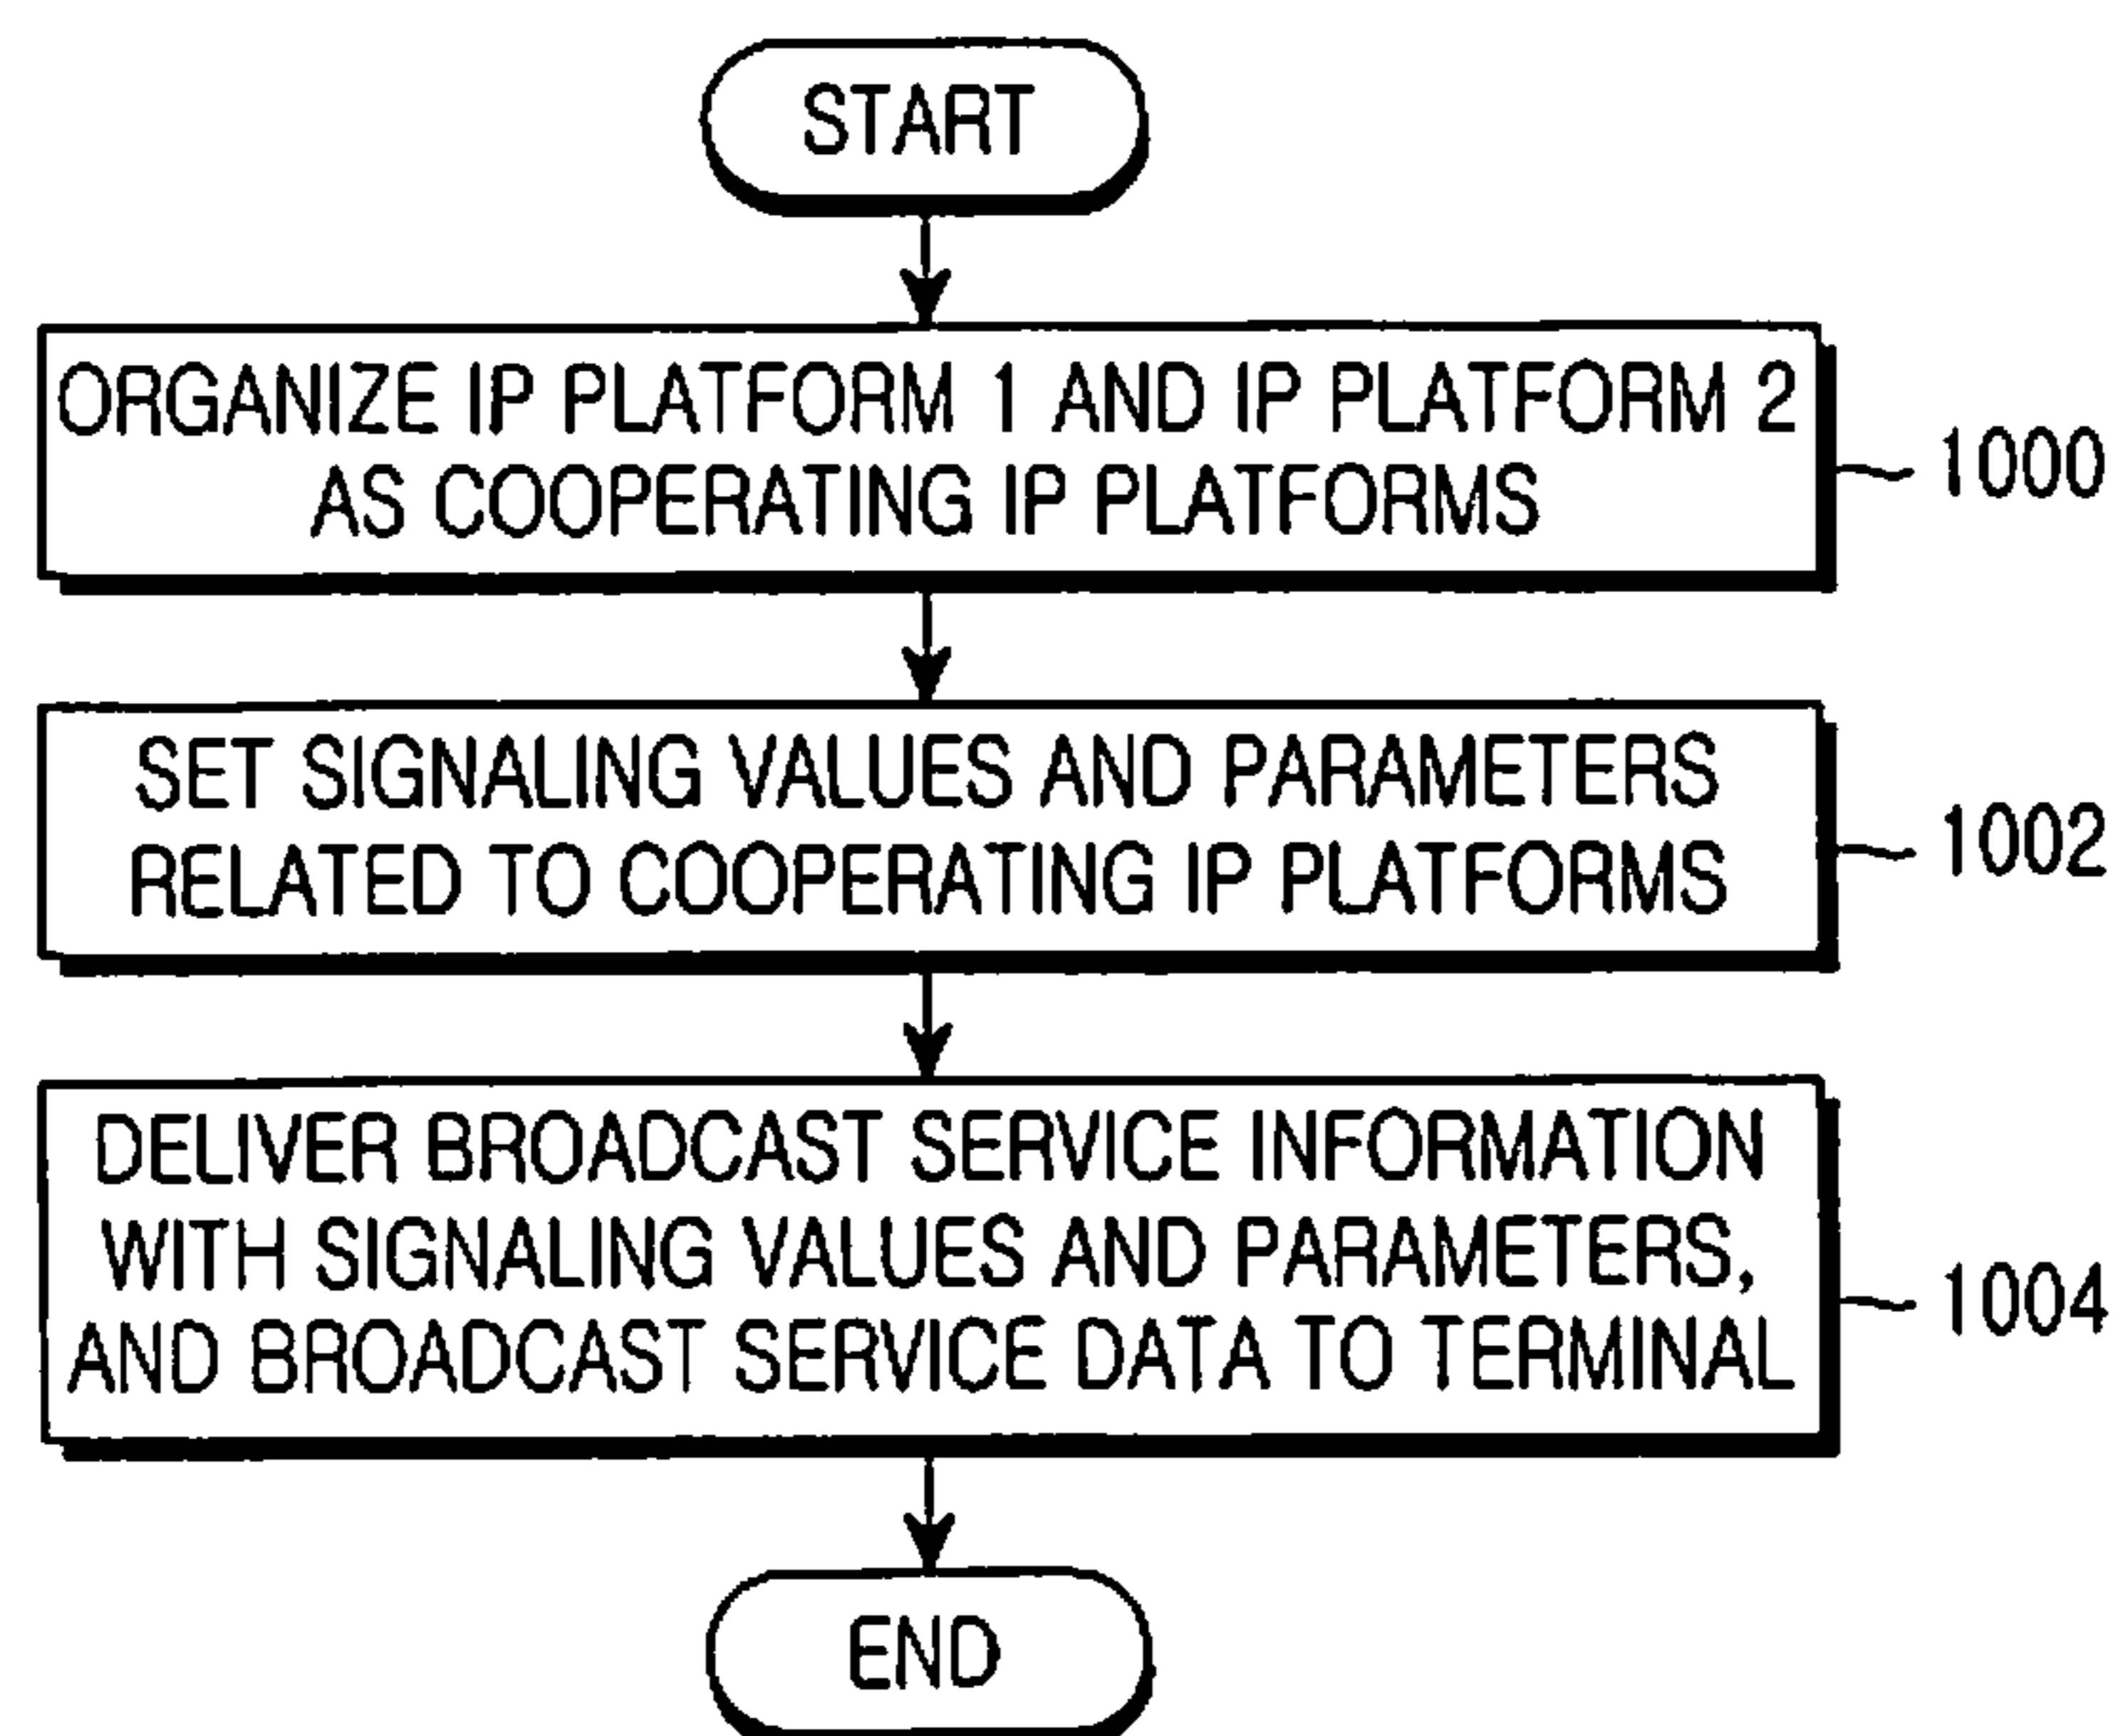 START
ORGANIZE IP PLATFORM 1 AND IP PLATFORM 2
AS COOPERATING IP PLATFORMS
1000
SET SIGNALING VALUES AND PARAMETERS
RELATED TO COOPERATING IP PLATFORMS
1002
DELIVER BROADCAST SERVICE INFORMATION
WITH SIGNALING VALUES AND PARAMETERS,
AND BROADCAST SERVICE DATA TO TERMINAL
1004
END